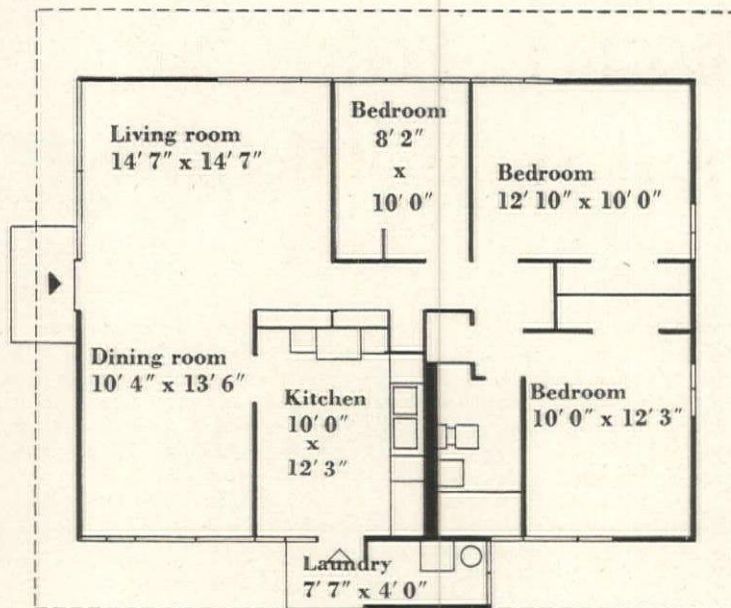 Living room
14' 7" x 14' 7"
Bedroom
8' 2"
x
10' 0"
Bedroom
12' 10" x 10' 0"
Dining room
10' 4" x 13' 6"
Kitchen
10' 0"
x
12' 3"
Bedroom
10' 0" x 12' 3"
Laundry
7' 7" x 4' 0"